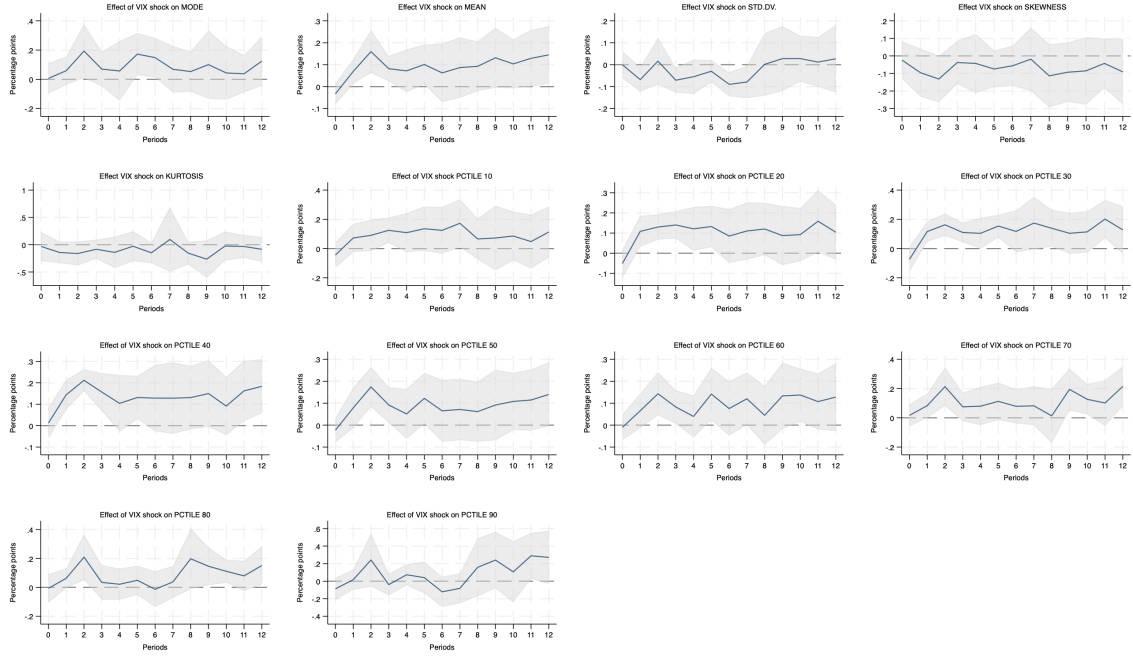 Effect of VIX shock on MODE
Percentage points
.4
.2
0
-.2
0 1 2 3 4 5 6 7 8 9 10 11 12
Periods
Effect of VIX shock on MEAN
Percentage points
.3
.2
.1
0
-.1
0 1 2 3 4 5 6 7 8 9 10 11 12
Periods
Effect VIX shock on STD.DV.
Percentage points
.2
.1
0
-.1
-.2
0 1 2 3 4 5 6 7 8 9 10 11 12
Periods
Effect of VIX shock on SKEWNESS
Percentage points
.2
.1
0
-.1
-.2
-.3
0 1 2 3 4 5 6 7 8 9 10 11 12
Periods
Effect VIX shock on KURTOSIS
Percentage points
1
.5
0
-.5
0 1 2 3 4 5 6 7 8 9 10 11 12
Periods
Effect of VIX shock PCTILE 10
Percentage points
.4
.2
0
-.2
0 1 2 3 4 5 6 7 8 9 10 11 12
Periods
Effect of VIX shock on PCTILE 20
Percentage points
.3
.2
.1
0
-.1
0 1 2 3 4 5 6 7 8 9 10 11 12
Periods
Effect of VIX shock on PCTILE 30
Percentage points
.4
.2
0
-.2
0 1 2 3 4 5 6 7 8 9 10 11 12
Periods
Effect of VIX shock on PCTILE 40
Percentage points
.3
.2
.1
0
-.1
0 1 2 3 4 5 6 7 8 9 10 11 12
Periods
Effect of VIX shock on PCTILE 50
Percentage points
.3
.2
.1
0
-.1
0 1 2 3 4 5 6 7 8 9 10 11 12
Periods
Effect of VIX shock on PCTILE 60
Percentage points
.3
.2
.1
0
-.1
0 1 2 3 4 5 6 7 8 9 10 11 12
Periods
Effect of VIX shock on PCTILE 70
Percentage points
.4
.2
0
-.2
0 1 2 3 4 5 6 7 8 9 10 11 12
Periods
Effect of VIX shock on PCTILE 80
Percentage points
.4
.2
0
-.2
0 1 2 3 4 5 6 7 8 9 10 11 12
Periods
Effect of VIX shock on PCTILE 90
Percentage points
.6
.4
.2
0
-.2
-.4
0 1 2 3 4 5 6 7 8 9 10 11 12
Periods